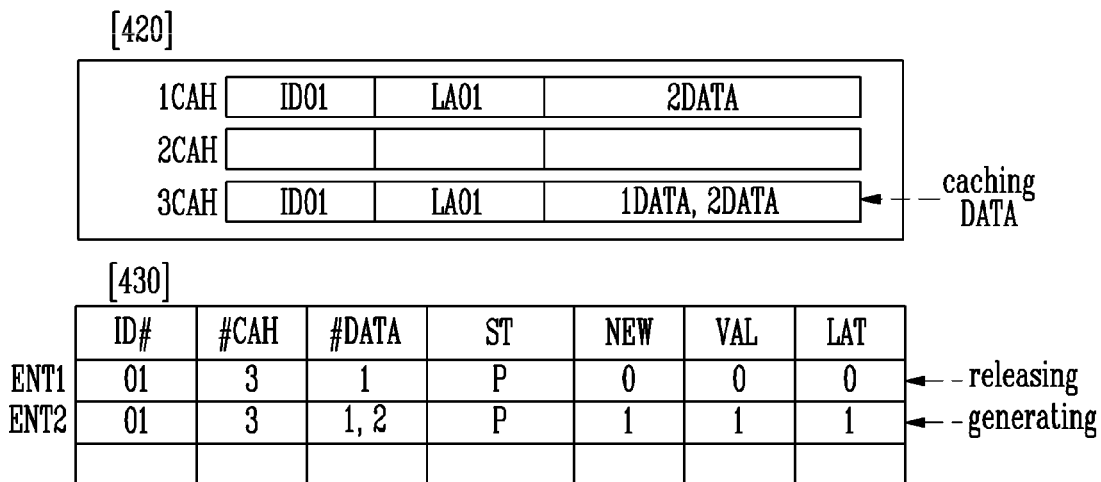 [420]
1CAH ID01 LA01 2DATA
2CAH
3CAH ID01 LA01 1DATA, 2DATA
caching
DATA
[430]
ID# #CAH #DATA ST NEW VAL LAT
ENT1 01 3 1 P 0 0 0 releasing
ENT2 01 3 1, 2 P 1 1 1 generating